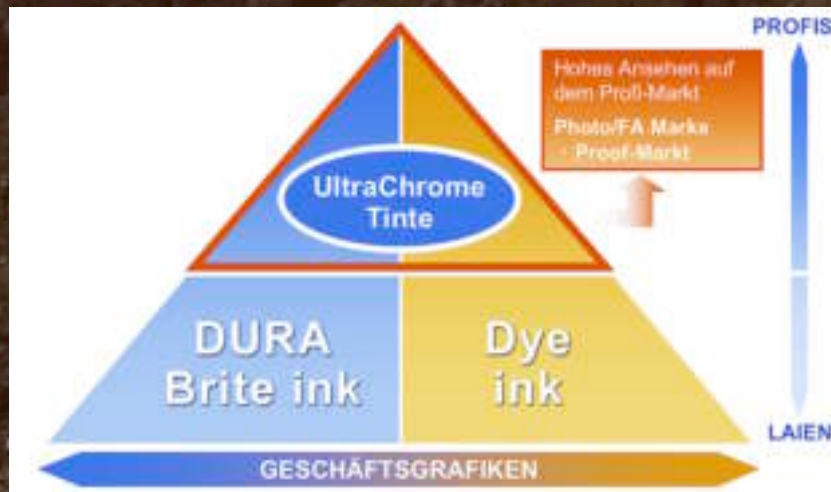 PROFIS
Hohes Ansehen auf
dem Profi-Markt
Photo/FA Marks
- Proof-Markt
UltraChrome
Tinte
DURA
Brite ink
Dye
ink
LAIEN
GESCHÄFTSGRAFIKEN